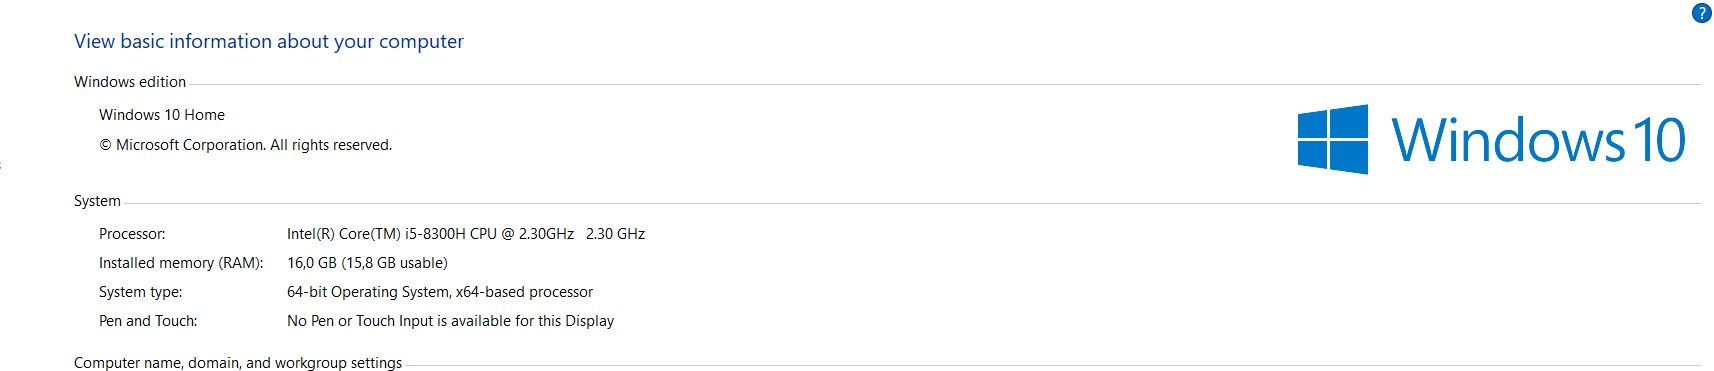 ?
View basic information about your computer
Windows edition
Windows 10 Home
© Microsoft Corporation. All rights reserved.
Windows 10
System
Processor: Intel(R) Core(TM) i5-8300H CPU @ 2.30GHz 2.30 GHz
Installed memory (RAM): 16,0 GB (15,8 GB usable)
System type: 64-bit Operating System, x64-based processor
Pen and Touch: No Pen or Touch Input is available for this Display
Computer name, domain, and workgroup settings